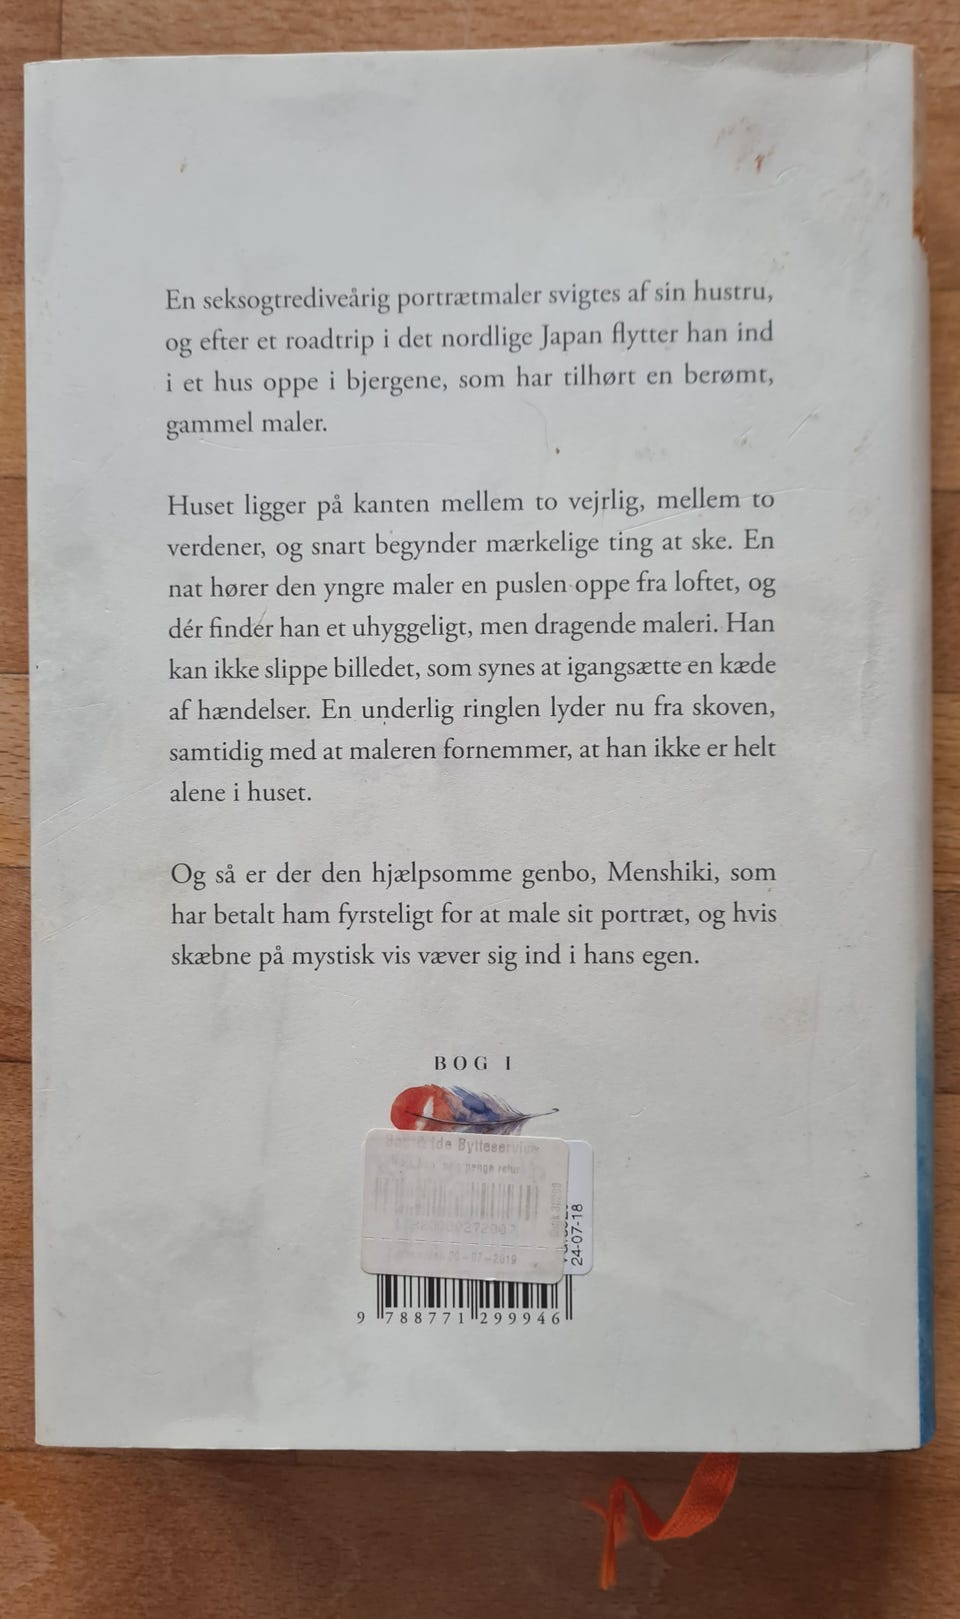 En seksogtrediveårig portrætmaler svigtes af sin hustru,
og efter et roadtrip i det nordlige Japan flytter han ind
i et hus oppe i bjergene, som har tilhørt en berømt,
gammel maler.
Huset ligger på kanten mellem to vejrlig, mellem to
verdener, og snart begynder mærkelige ting at ske. En
nat hører den yngre maler en puslen oppe fra loftet, og
dér finder han et uhyggeligt, men dragende maleri. Han
kan ikke slippe billedet, som synes at igangsætte en kæde
af hændelser. En underlig ringlen lyder nu fra skoven,
samtidig med at maleren fornemmer, at han ikke er helt
alene i huset.
Og så er der den hjælpsomme genbo, Menshiki, som
har betalt ham fyrsteligt for at male sit portræt, og hvis
skæbne på mystisk vis væver sig ind i hans egen.
BOG I
Ide Bytteservice
penge retur
24-07-18
9 788771 299946